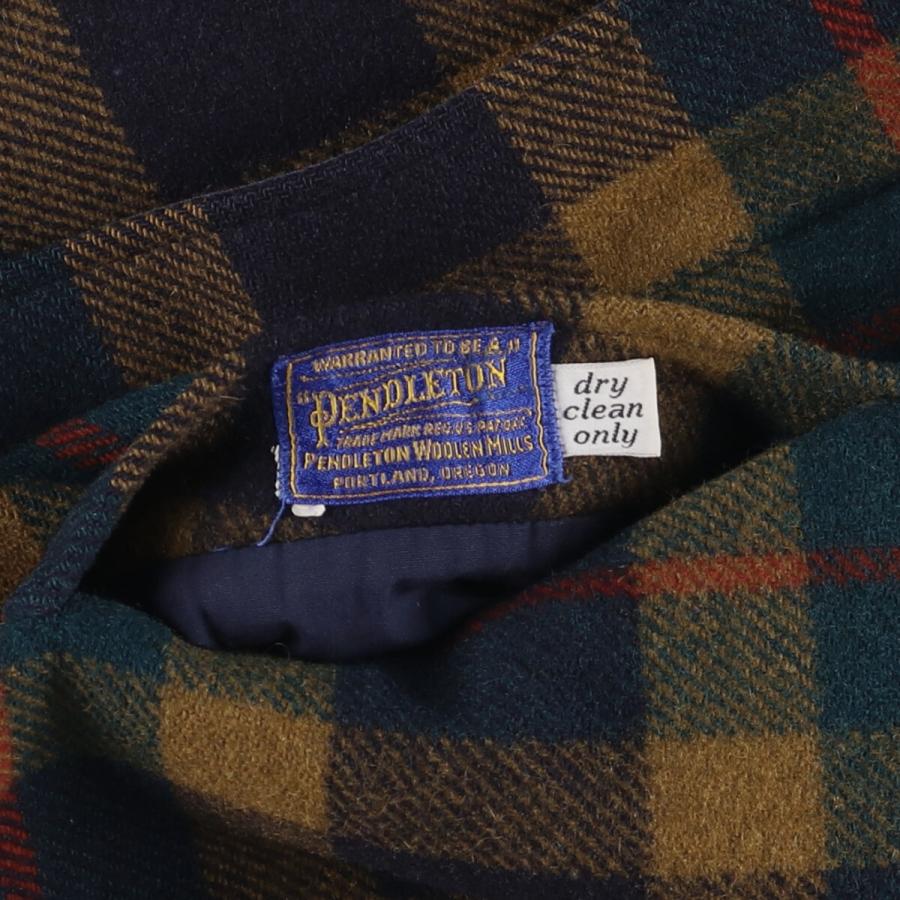 WARRANTED TO BE A
"PENDLETON"
TRADE MARK REG. U.S. PAT. OFF.
PENDLETON WOOLEN MILLS
PORTLAND, OREGON
dry
clean
only